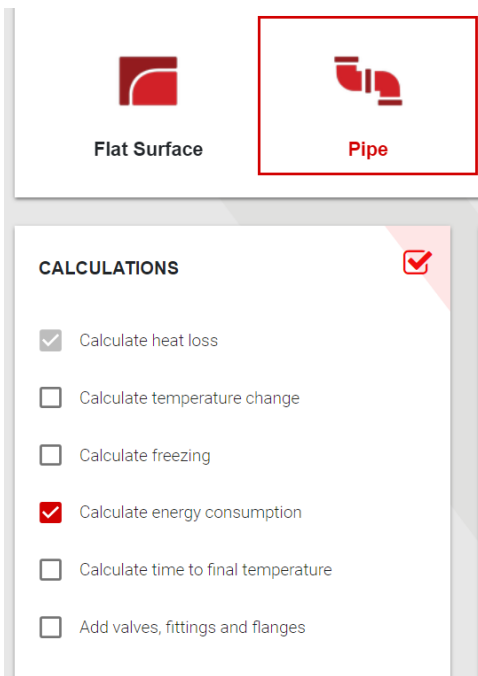 Flat Surface
Pipe
CALCULATIONS
Calculate heat loss
Calculate temperature change
Calculate freezing
Calculate energy consumption
Calculate time to final temperature
Add valves, fittings and flanges